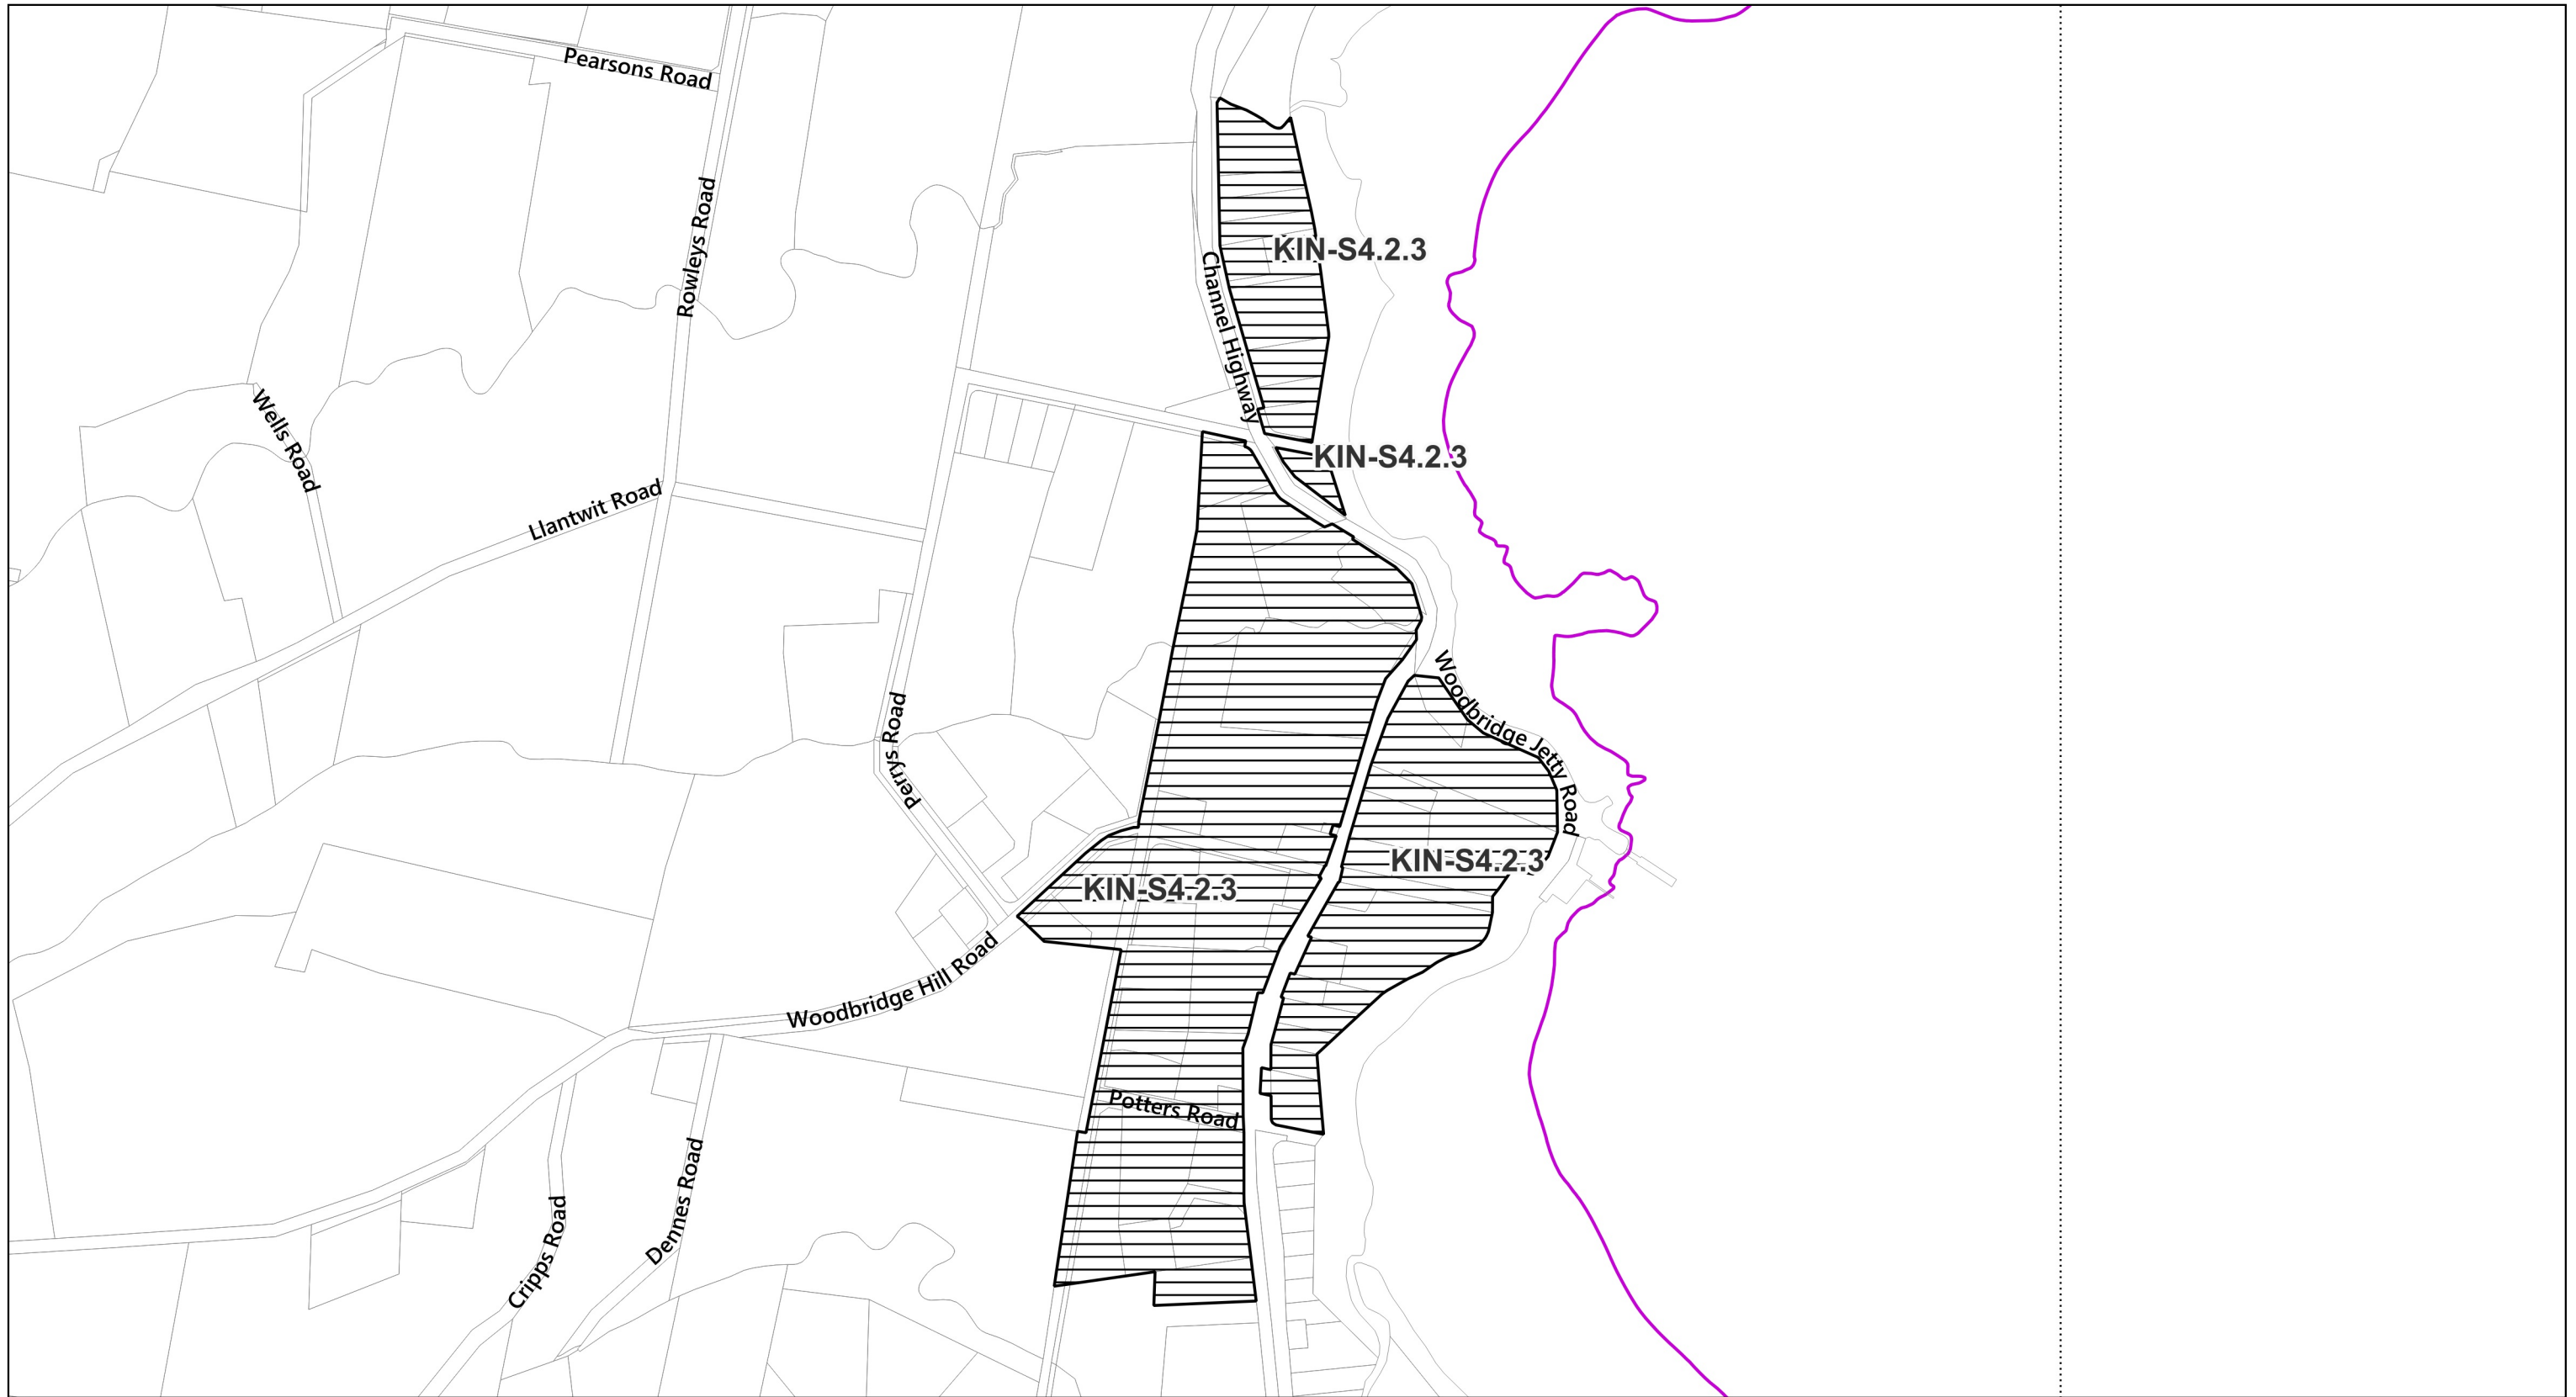 Pearsons Road
Rowleys Road
KIN-S4.2.3
Channel Highway
Wells Road
KIN-S4.2.3
Llantwit Road
Woodbridge Jetty Road
Perrys Road
KIN-S4.2.3
KIN-S4.2.3
Woodbridge Hill Road
Potters Road
Dennes Road
Cripps Road